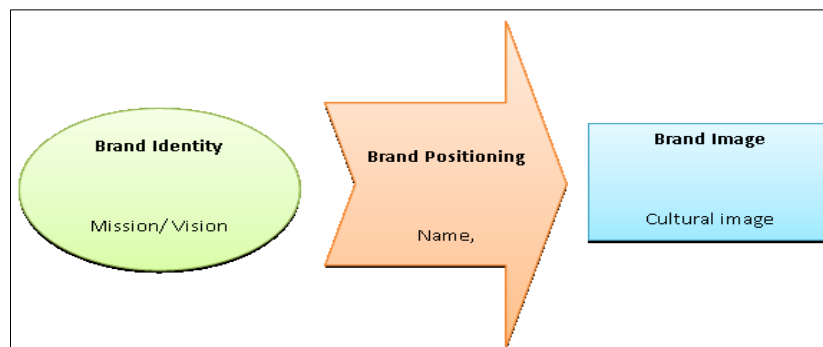 Brand Identity
Mission/ Vision
Brand Positioning
Name,
Brand Image
Cultural image